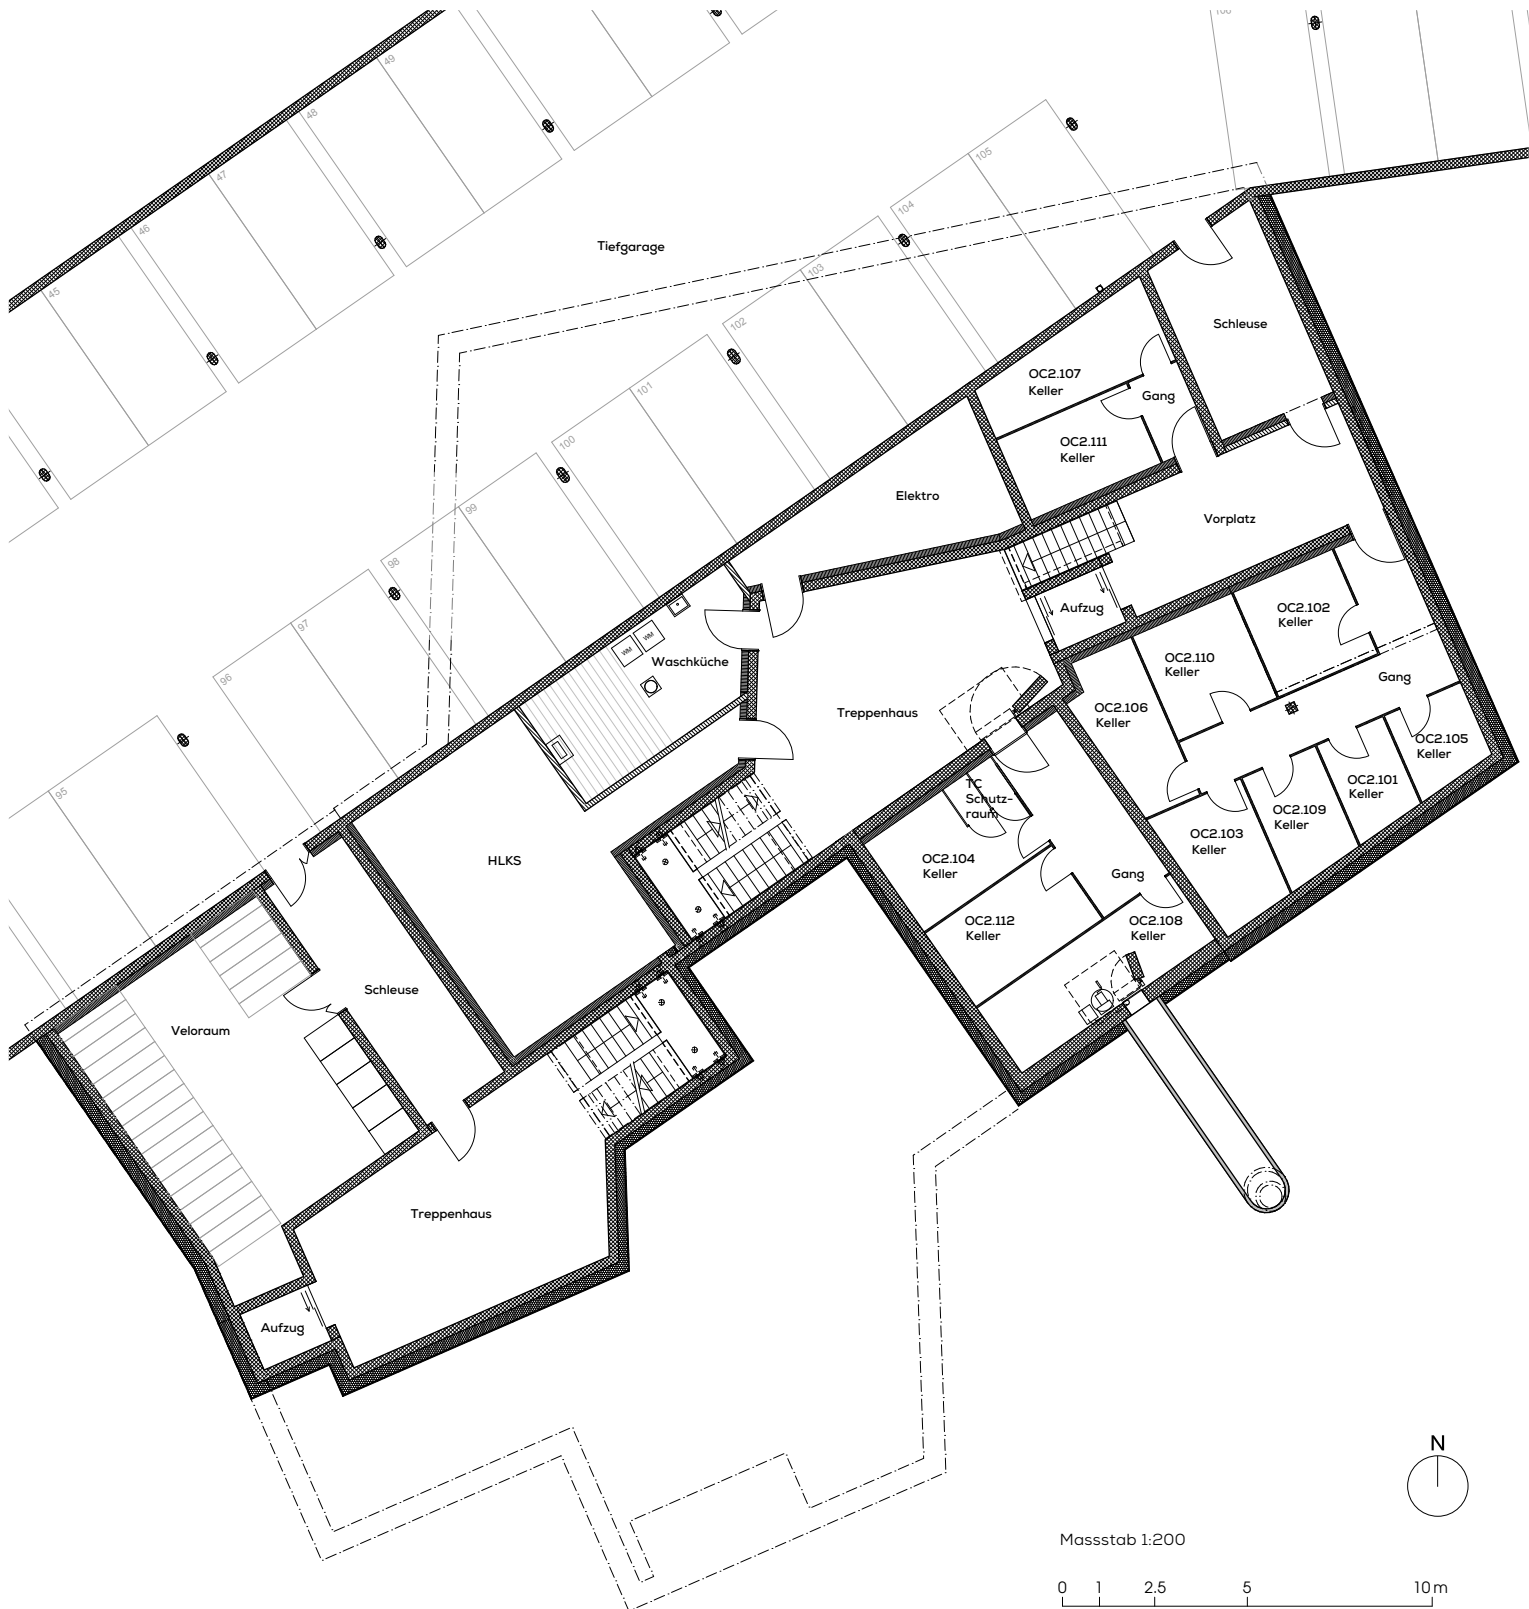 106
49
48
47
46
45
105
104
103
102
101
100
99
98
97
96
95
Tiefgarage
Schleuse
OC2.107
Keller
Gang
OC2.111
Keller
Elektro
Vorplatz
Aufzug
OC2.102
Keller
OC2.110
Keller
Gang
OC2.106
Keller
WM
WM
Waschküche
Treppenhaus
OC2.105
Keller
OC2.101
Keller
OC2.109
Keller
OC2.103
Keller
TC
Schutz-
raum
OC2.104
Keller
Gang
OC2.112
Keller
OC2.108
Keller
HLKS
Schleuse
Veloraum
Treppenhaus
Aufzug
N
Massstab 1:200
0 1 2.5 5 10 m